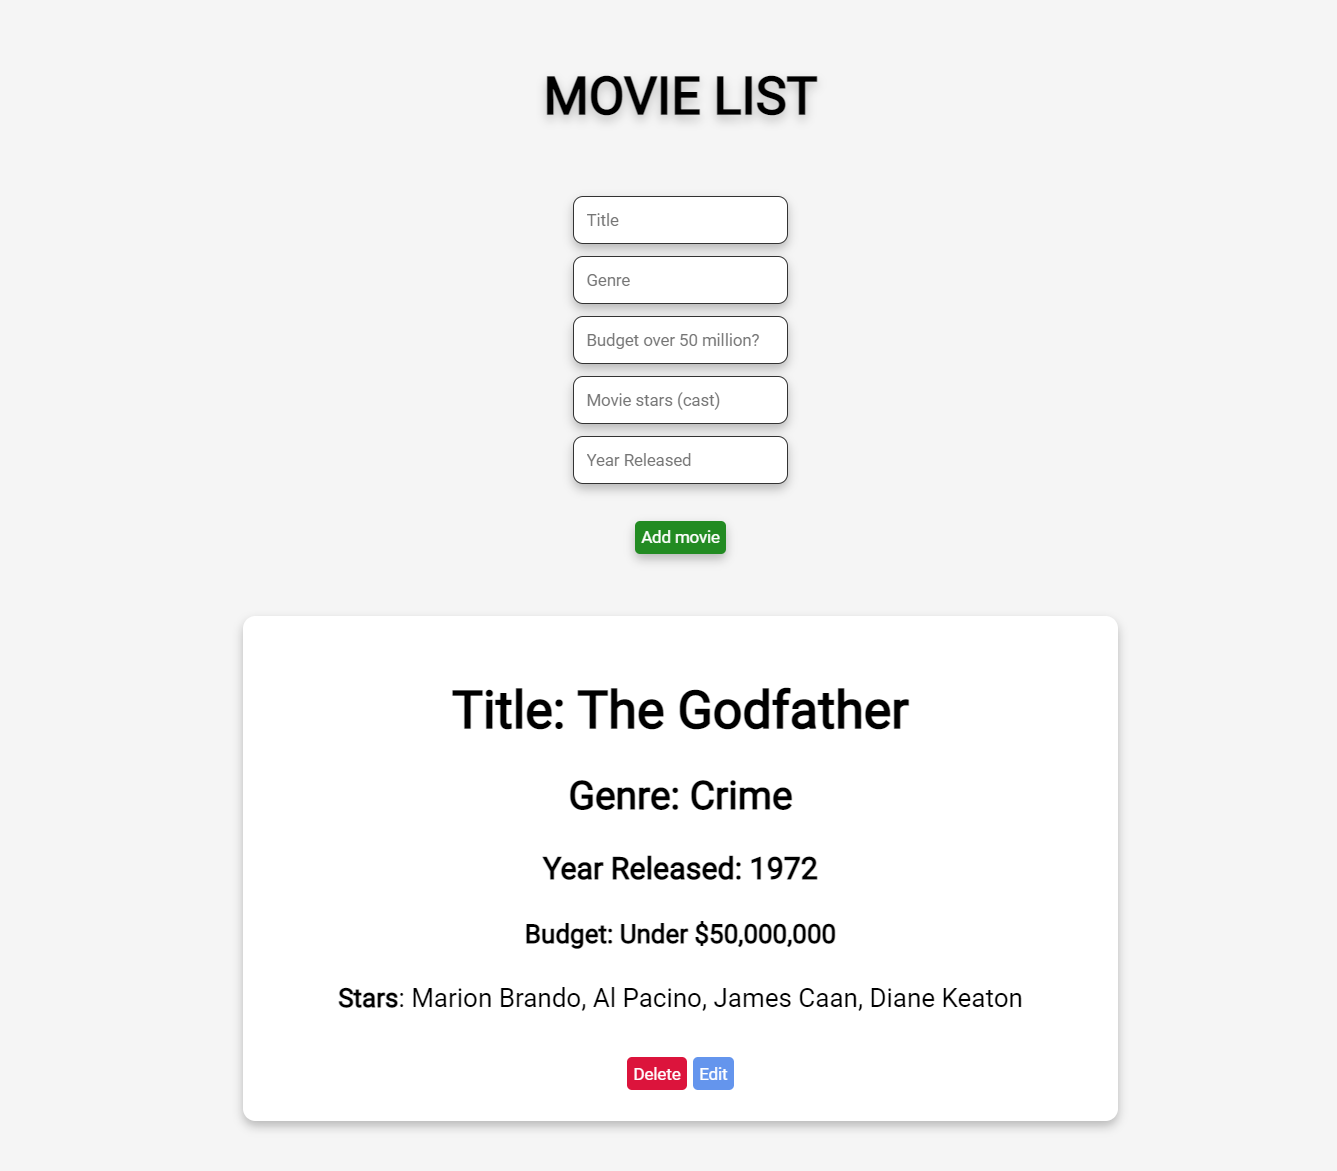 MOVIE LIST
Title
Genre
Budget over 50 million?
Movie stars (cast)
Year Released
Add movie
Title: The Godfather
Genre: Crime
Year Released: 1972
Budget: Under $50,000,000
Stars: Marion Brando, Al Pacino, James Caan, Diane Keaton
Delete Edit